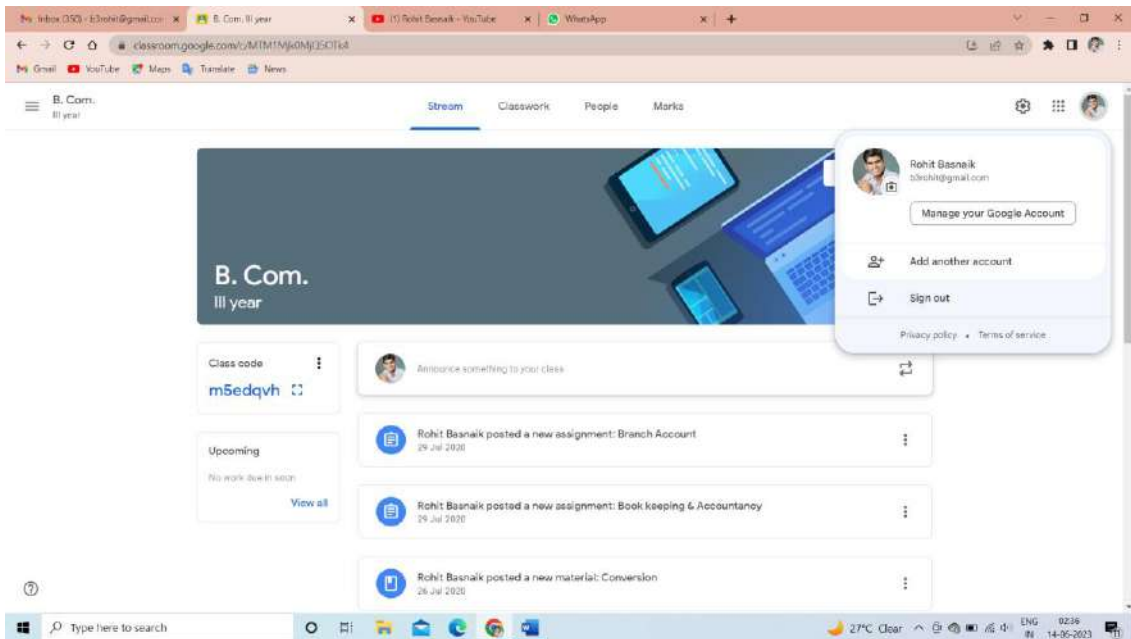 Inbox (350) - b3rohit@gmail.com
B. Com. III year
(1) Rohit Basnaik - YouTube
WhatsApp
classroom.google.com/c/
Gmail YouTube Maps Translate News
B. Com.
III year
Stream Classwork People Marks
Rohit Basnaik
b3rohit@gmail.com
Manage your Google Account
Add another account
Sign out
Privacy policy • Terms of service
B. Com.
III year
Class code
m5edqvh
Upcoming
No work due in soon
View all
Announce something to your class
Rohit Basnaik posted a new assignment: Branch Account
29 Jul 2020
Rohit Basnaik posted a new assignment: Book keeping & Accountancy
29 Jul 2020
Rohit Basnaik posted a new material: Conversion
26 Jul 2020
Type here to search
27°C Clear
ENG
IN
02:36
14-06-2023